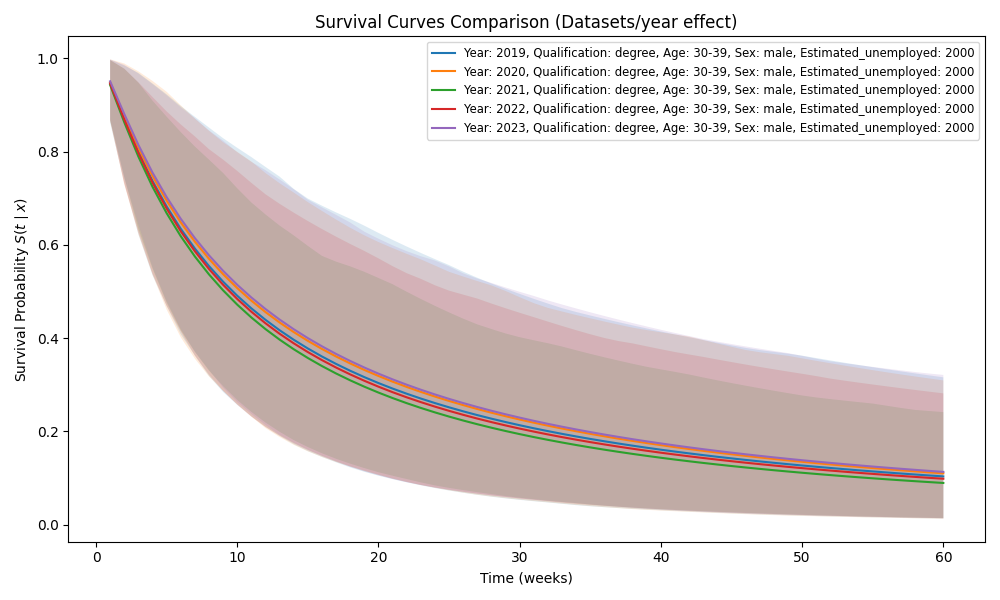 Survival Curves Comparison (Datasets/year effect)
Year: 2019, Qualification: degree, Age: 30-39, Sex: male, Estimated_unemployed: 2000
Year: 2020, Qualification: degree, Age: 30-39, Sex: male, Estimated_unemployed: 2000
Year: 2021, Qualification: degree, Age: 30-39, Sex: male, Estimated_unemployed: 2000
Year: 2022, Qualification: degree, Age: 30-39, Sex: male, Estimated_unemployed: 2000
Year: 2023, Qualification: degree, Age: 30-39, Sex: male, Estimated_unemployed: 2000
Survival Probability S(t | x)
1.0
0.8
0.6
0.4
0.2
0.0
0 10 20 30 40 50 60
Time (weeks)